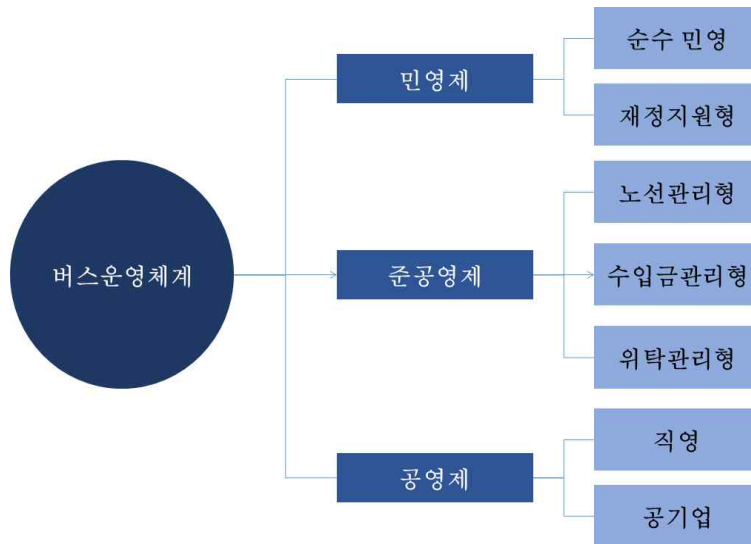 버스운영체계
민영제
순수 민영
재정지원형
준공영제
노선관리형
수입금관리형
위탁관리형
공영제
직영
공기업